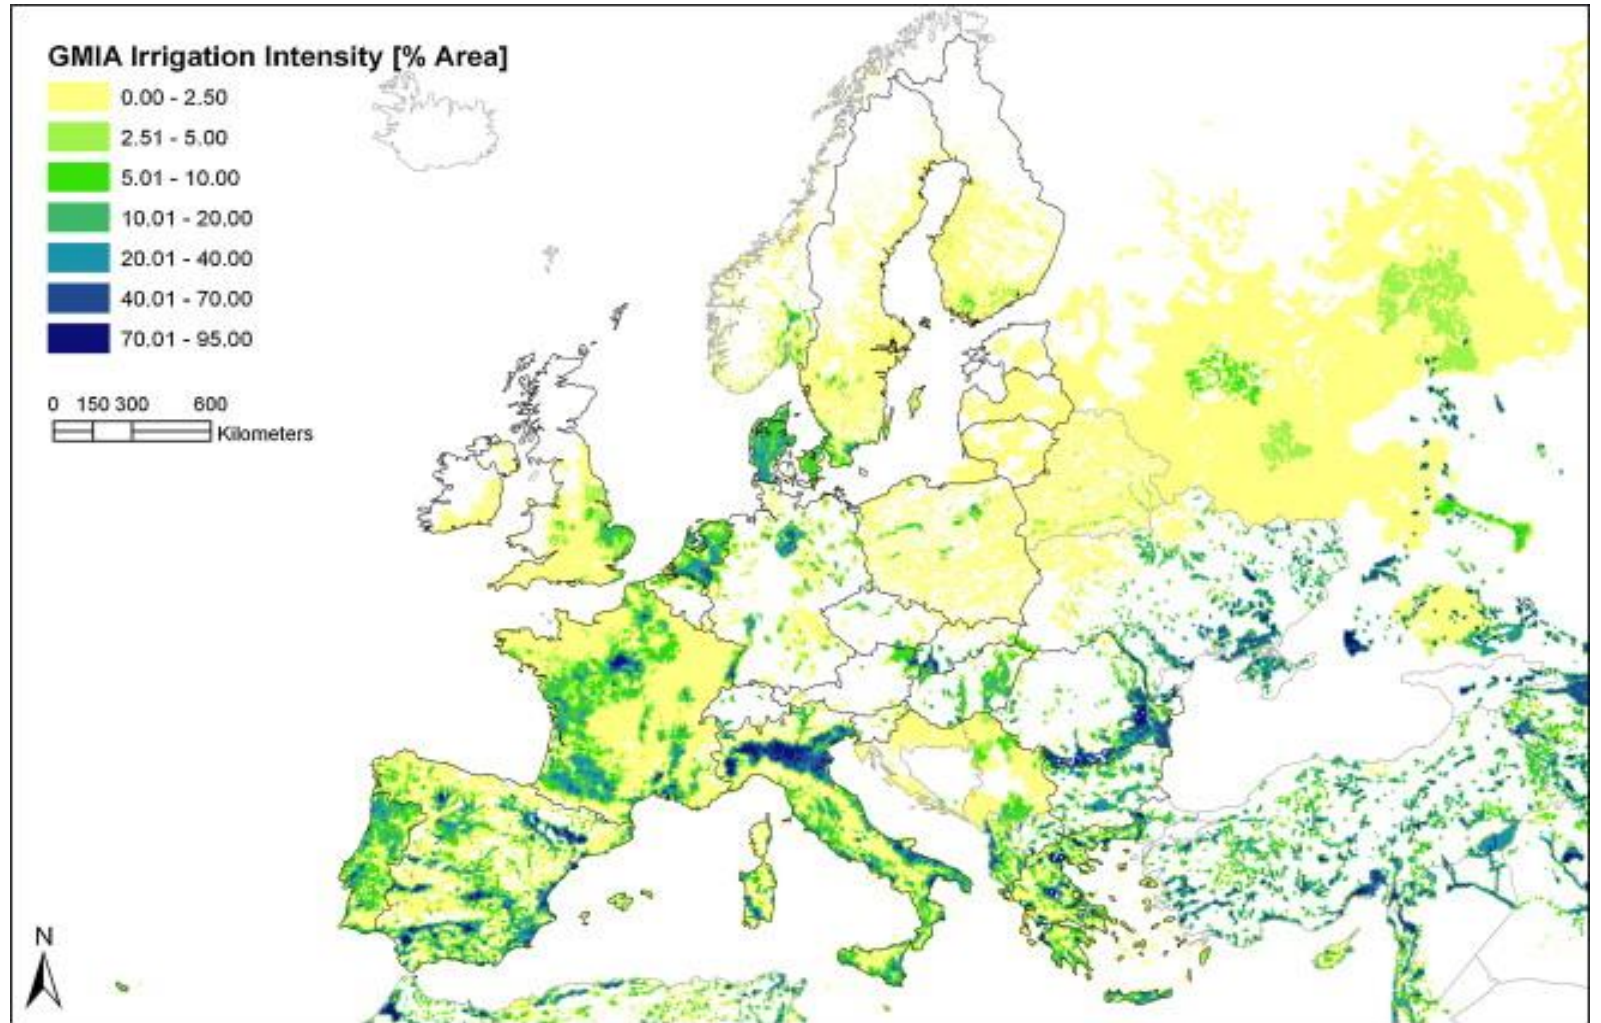 GMIA Irrigation Intensity [% Area]
0.00 - 2.50
2.51 - 5.00
5.01 - 10.00
10.01 - 20.00
20.01 - 40.00
40.01 - 70.00
70.01 - 95.00
0 150 300 600
Kilometers
N